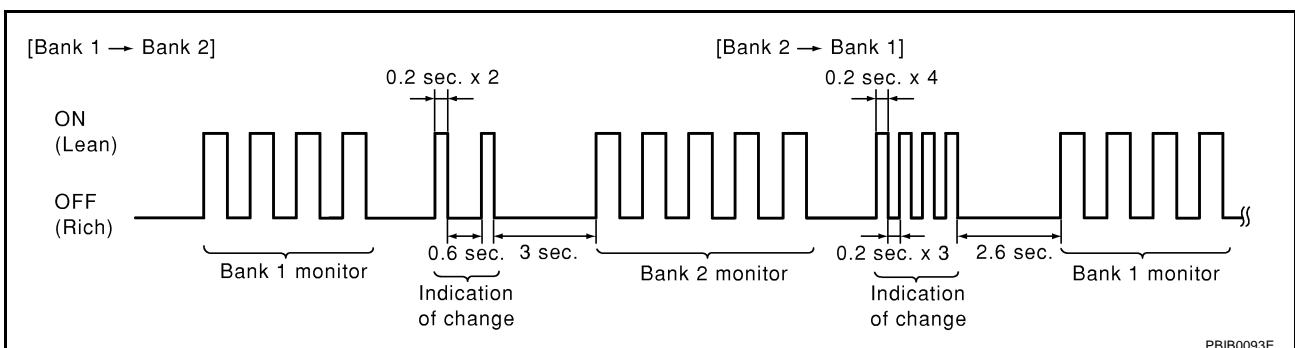 [Bank 1 → Bank 2]
[Bank 2 → Bank 1]
0.2 sec. x 2
0.2 sec. x 4
ON
(Lean)
OFF
(Rich)
0.6 sec.
3 sec.
0.2 sec. x 3
2.6 sec.
Bank 1 monitor
Bank 2 monitor
Bank 1 monitor
Indication
of change
Indication
of change
PBIB0093E